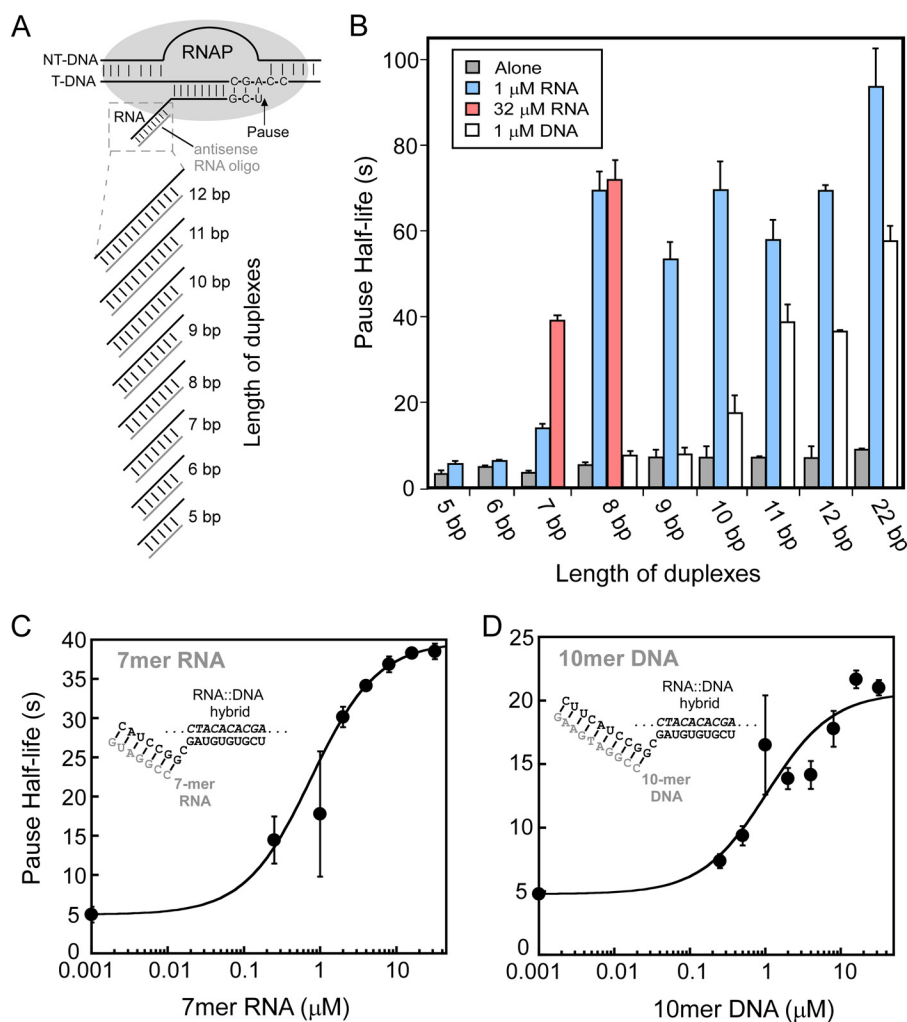 A
NT-DNA
RNAP
T-DNA
C-G-A-C-C
G-C-U
RNA
Pause
antisense
RNA oligo
12 bp
11 bp
10 bp
9 bp
8 bp
7 bp
6 bp
5 bp
Length of duplexes
B
Pause Half-life (s)
100
80
60
40
20
0
Alone
1 μM RNA
32 μM RNA
1 μM DNA
5 bp
6 bp
7 bp
8 bp
9 bp
10 bp
11 bp
12 bp
22 bp
Length of duplexes
C
Pause Half-life (s)
40
35
30
25
20
15
10
5
0
7mer RNA
RNA::DNA
hybrid
. . CTACACACGA . . .
GAUGUGUGCU
CAUCCGGC
GUAGGCC
7-mer
RNA
0.001
0.01
0.1
1
10
7mer RNA (μM)
D
25
20
15
10
5
0
10mer DNA
RNA::DNA
hybrid
. . CTACACACGA . . .
GAUGUGUGCU
CUUCAUCCGGC
GAAGTAGGCC
10-mer
DNA
0.001
0.01
0.1
1
10
10mer DNA (μM)